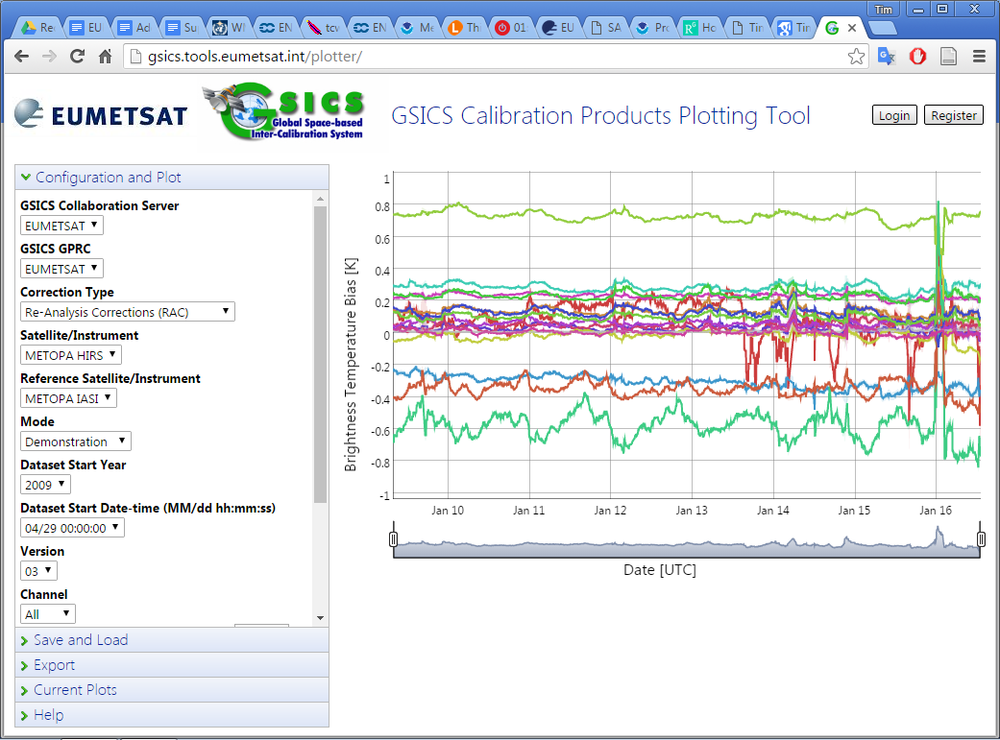 Tim
Re EU Ad Su W EN tcv EN Me Th 01 EU SA Pro Ho Tim Tim
gsics.tools.eumetsat.int/plotter/
EUMETSAT
GSICS
Global Space-based
Inter-Calibration System
GSICS Calibration Products Plotting Tool
Login Register
Configuration and Plot
GSICS Collaboration Server
EUMETSAT
GSICS GPRC
EUMETSAT
Correction Type
Re-Analysis Corrections (RAC)
Satellite/Instrument
METOPA HIRS
Reference Satellite/Instrument
METOPA IASI
Mode
Demonstration
Dataset Start Year
2009
Dataset Start Date-time (MM/dd hh:mm:ss)
04/29 00:00:00
Version
03
Channel
All
Save and Load
Export
Current Plots
Help
Brightness Temperature Bias [K]
1
0.8
0.6
0.4
0.2
0
-0.2
-0.4
-0.6
-0.8
-1
Jan 10 Jan 11 Jan 12 Jan 13 Jan 14 Jan 15 Jan 16
Date [UTC]